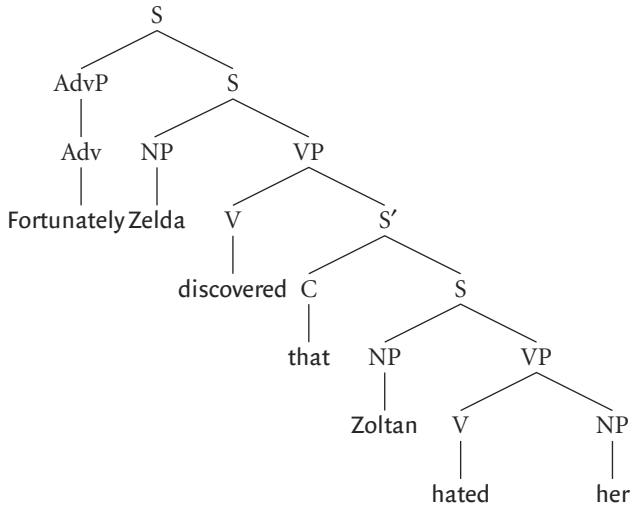 S
AdvP S
Adv NP VP
Fortunately Zelda V S′
discovered C S
that NP VP
Zoltan V NP
hated her